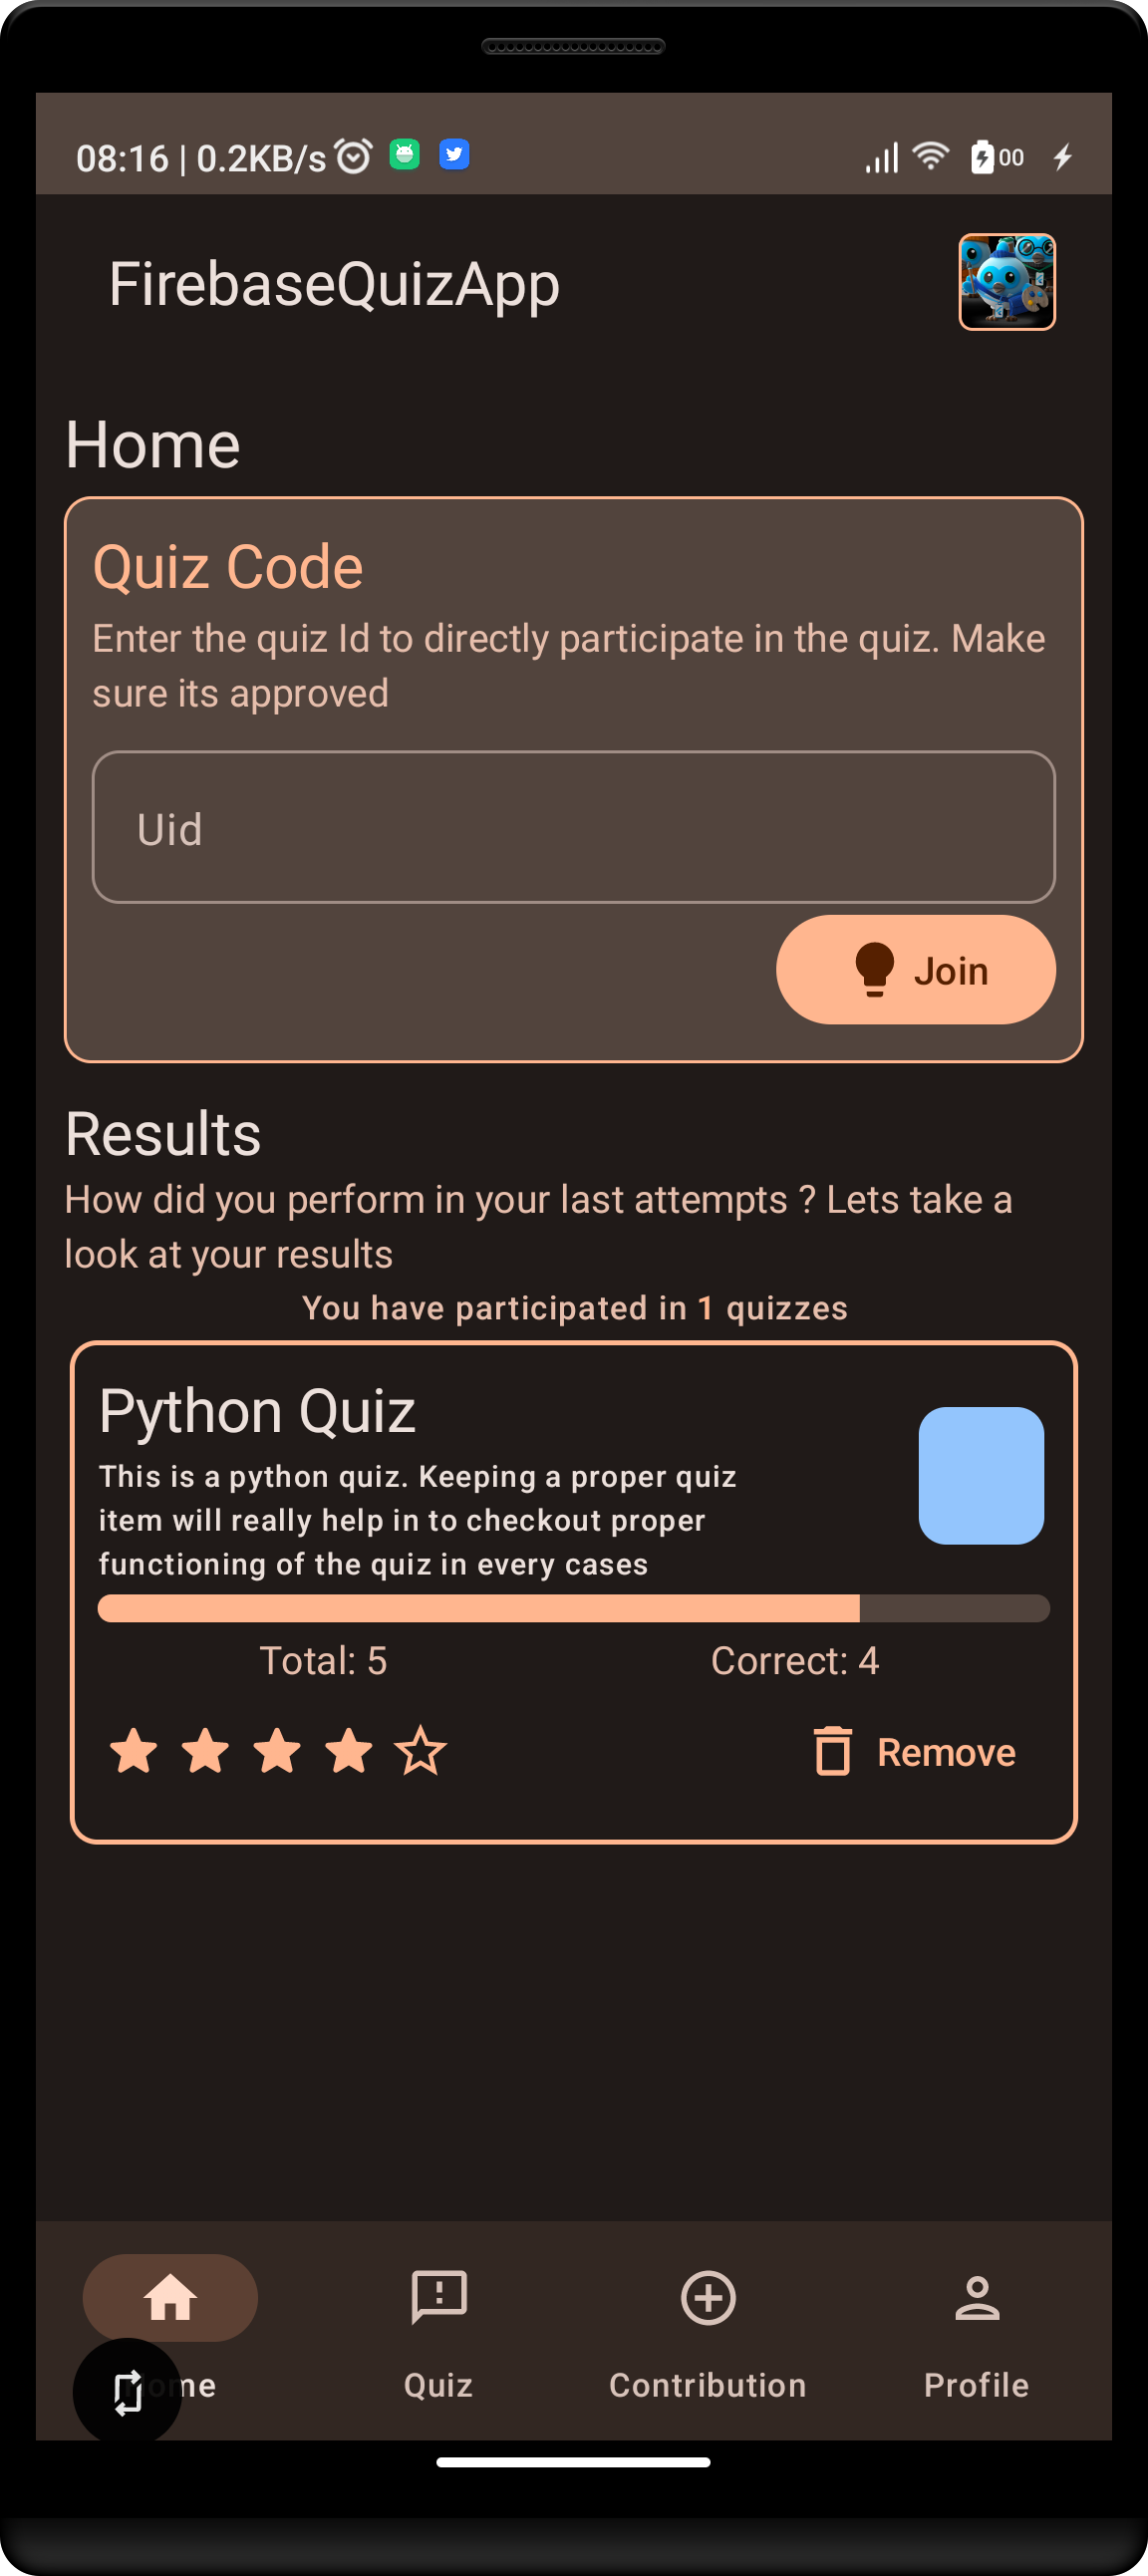 08:16 | 0.2KB/s
00
FirebaseQuizApp
Home
Quiz Code
Enter the quiz Id to directly participate in the quiz. Make
sure its approved
Uid
Join
Results
How did you perform in your last attempts ? Lets take a
look at your results
You have participated in 1 quizzes
Python Quiz
This is a python quiz. Keeping a proper quiz
item will really help in to checkout proper
functioning of the quiz in every cases
Total: 5
Correct: 4
Remove
Home
Quiz
Contribution
Profile